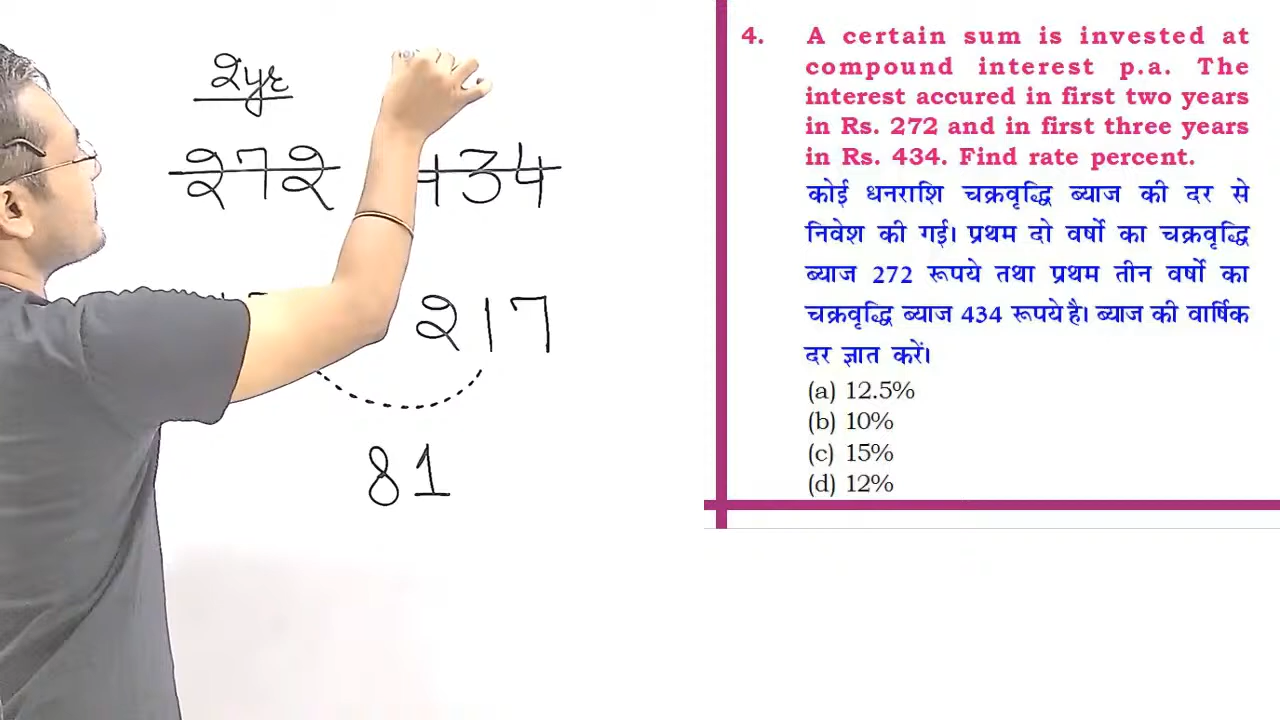 2yr
272 434
217
81
4. A certain sum is invested at
compound interest p.a. The
interest accured in first two years
in Rs. 272 and in first three years
in Rs. 434. Find rate percent.
कोई धनराशि चक्रवृद्धि ब्याज की दर से
निवेश की गई। प्रथम दो वर्षो का चक्रवृद्धि
ब्याज 272 रूपये तथा प्रथम तीन वर्षो का
चक्रवृद्धि ब्याज 434 रूपये है। ब्याज की वार्षिक
दर ज्ञात करें।
(a) 12.5%
(b) 10%
(c) 15%
(d) 12%